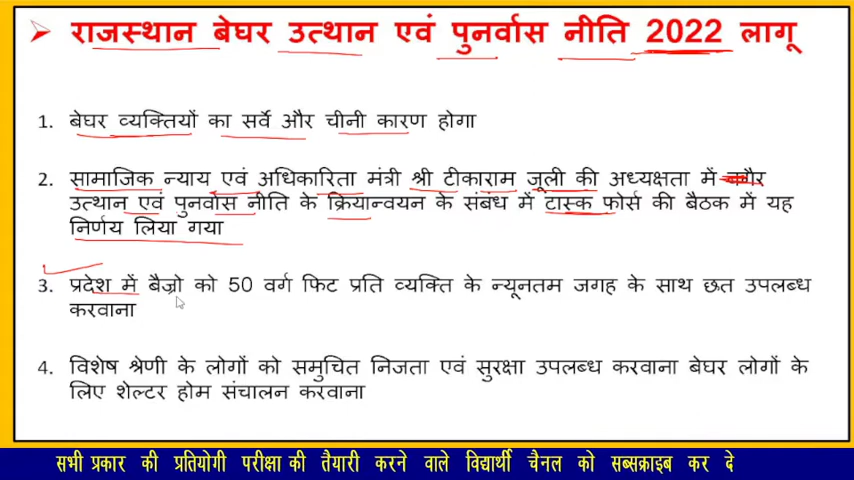 राजस्थान बेघर उत्थान एवं पुनर्वास नीति 2022 लागू
1. बेघर व्यक्तियों का सर्वे और चीनी कारण होगा
2. सामाजिक न्याय एवं अधिकारिता मंत्री श्री टीकाराम जूली की अध्यक्षता में
उत्थान एवं पुनर्वास नीति के क्रियान्वयन के संबंध में टास्क फोर्स की बैठक में यह
निर्णय लिया गया
3. प्रदेश में बैज्रो को 50 वर्ग फिट प्रति व्यक्ति के न्यूनतम जगह के साथ छत उपलब्ध
करवाना
4. विशेष श्रेणी के लोगों को समुचित निजता एवं सुरक्षा उपलब्ध करवाना बेघर लोगों के
लिए शेल्टर होम संचालन करवाना
सभी प्रकार की प्रतियोगी परीक्षा की तैयारी करने वाले विद्यार्थी चैनल को सब्सक्राइब कर दे